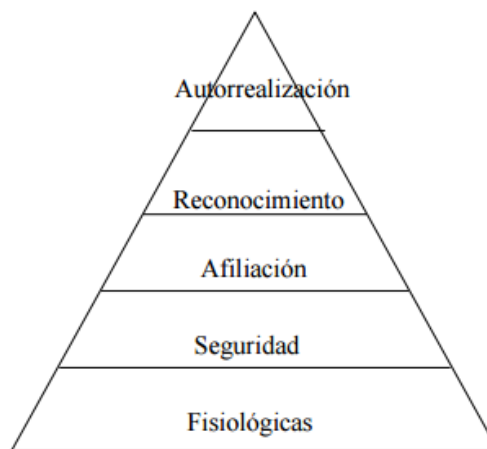 Autorrealización
Reconocimiento
Afiliación
Seguridad
Fisiológicas